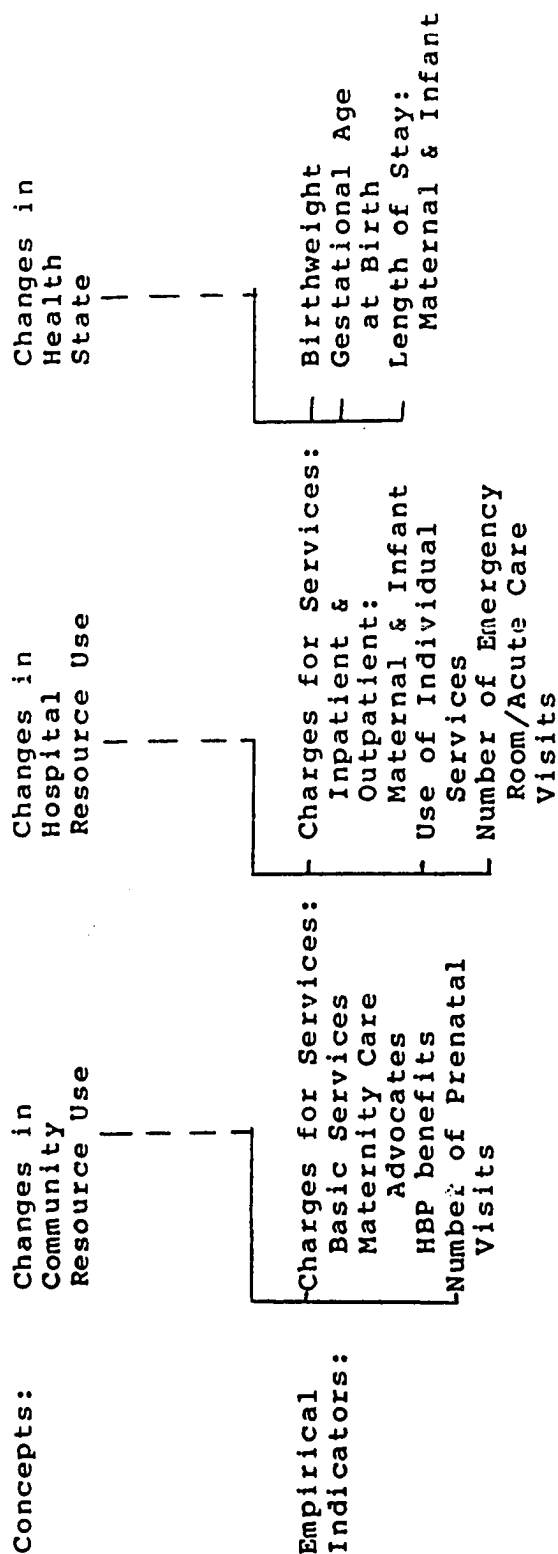 Concepts:
Changes in
Community
Resource Use
Changes in
Hospital
Resource Use
Changes in
Health
State
Empirical
Indicators:
Charges for Services:
Basic Services
Maternity Care
Advocates
HBP benefits
Number of Prenatal
Visits
Charges for Services:
Inpatient &
Outpatient:
Maternal & Infant
Use of Individual
Services
Number of Emergency
Room/Acute Care
Visits
Birthweight
Gestational Age
at Birth
Length of Stay:
Maternal & Infant